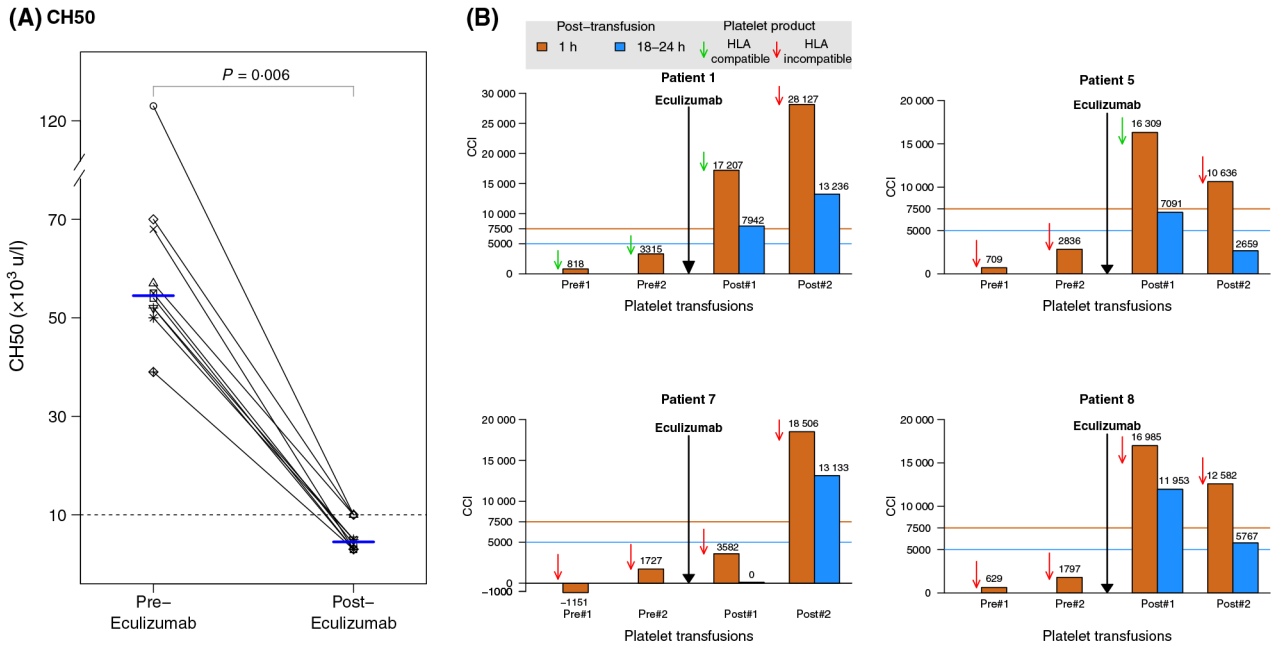 (A) CH50
P = 0·006
120
70
50
30
10
CH50 (×10³ u/l)
Pre–
Eculizumab
Post–
Eculizumab
(B)
Post–transfusion
Platelet product
1 h
18–24 h
HLA
compatible
HLA
incompatible
Patient 1
Eculizumab
30 000
25 000
20 000
15 000
10 000
7500
5000
0
CCI
818
3315
17 207
7942
28 127
13 236
Pre#1
Pre#2
Post#1
Post#2
Platelet transfusions
Patient 5
Eculizumab
20 000
15 000
10 000
7500
5000
0
CCI
709
2836
16 309
7091
10 636
2659
Pre#1
Pre#2
Post#1
Post#2
Platelet transfusions
Patient 7
Eculizumab
20 000
15 000
10 000
7500
5000
0
−1000
CCI
−1151
1727
3582
0
18 506
13 133
Pre#1
Pre#2
Post#1
Post#2
Platelet transfusions
Patient 8
Eculizumab
20 000
15 000
10 000
7500
5000
0
CCI
629
1797
16 985
11 953
12 582
5767
Pre#1
Pre#2
Post#1
Post#2
Platelet transfusions